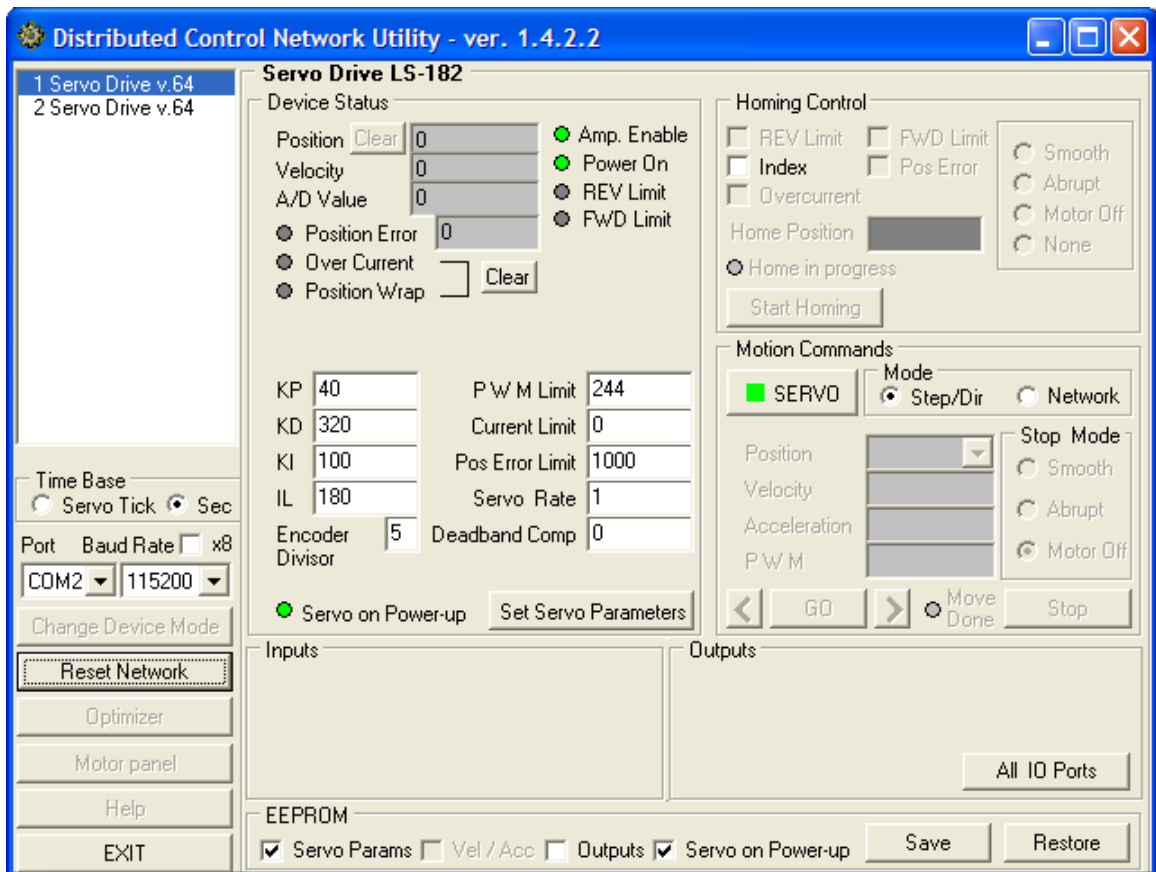 Distributed Control Network Utility - ver. 1.4.2.2
1 Servo Drive v.64
2 Servo Drive v.64
Time Base
Servo Tick Sec
Port Baud Rate x8
COM2 115200
Change Device Mode
Reset Network
Optimizer
Motor panel
Help
EXIT
Servo Drive LS-182
Device Status
Position Clear 0
Velocity 0
A/D Value 0
Position Error 0
Over Current
Position Wrap
Clear
Amp. Enable
Power On
REV Limit
FWD Limit
KP 40
KD 320
KI 100
IL 180
Encoder Divisor 5
P W M Limit 244
Current Limit 0
Pos Error Limit 1000
Servo Rate 1
Deadband Comp 0
Servo on Power-up
Set Servo Parameters
Homing Control
REV Limit FWD Limit
Index Pos Error
Overcurrent
Home Position
Home in progress
Start Homing
Smooth
Abrupt
Motor Off
None
Motion Commands
SERVO
Mode
Step/Dir Network
Position
Velocity
Acceleration
P W M
Stop Mode
Smooth
Abrupt
Motor Off
< GO >
Move Done
Stop
Inputs
Outputs
All IO Ports
EEPROM
Servo Params Vel / Acc Outputs Servo on Power-up
Save Restore